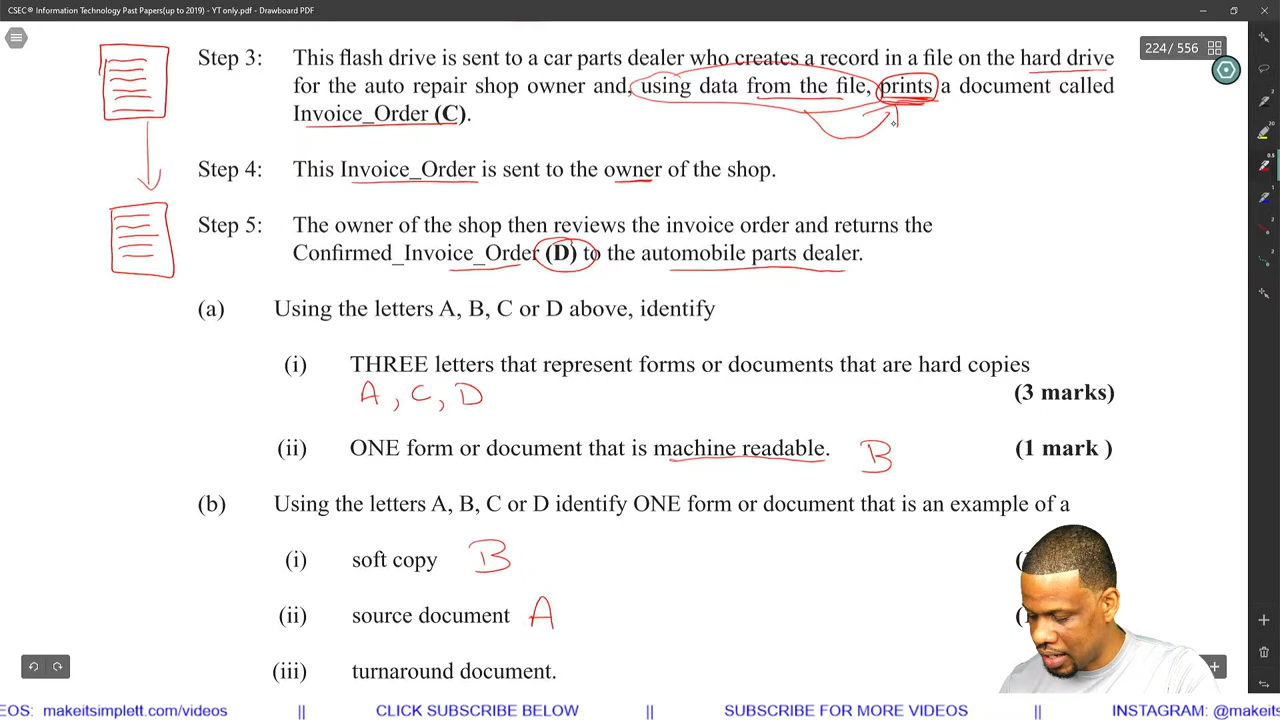 CSEC® Information Technology Past Papers(up to 2019) - YT only.pdf - Drawboard PDF
224 / 556
Step 3: This flash drive is sent to a car parts dealer who creates a record in a file on the hard drive
for the auto repair shop owner and, using data from the file, prints a document called
Invoice_Order (C).
Step 4: This Invoice_Order is sent to the owner of the shop.
Step 5: The owner of the shop then reviews the invoice order and returns the
Confirmed_Invoice_Order (D) to the automobile parts dealer.
(a) Using the letters A, B, C or D above, identify
(i) THREE letters that represent forms or documents that are hard copies
A, C, D (3 marks)
(ii) ONE form or document that is machine readable. B (1 mark )
(b) Using the letters A, B, C or D identify ONE form or document that is an example of a
(i) soft copy B
(ii) source document A
(iii) turnaround document.
EOS: makeitsimplett.com/videos || CLICK SUBSCRIBE BELOW || SUBSCRIBE FOR MORE VIDEOS || INSTAGRAM: @makeits